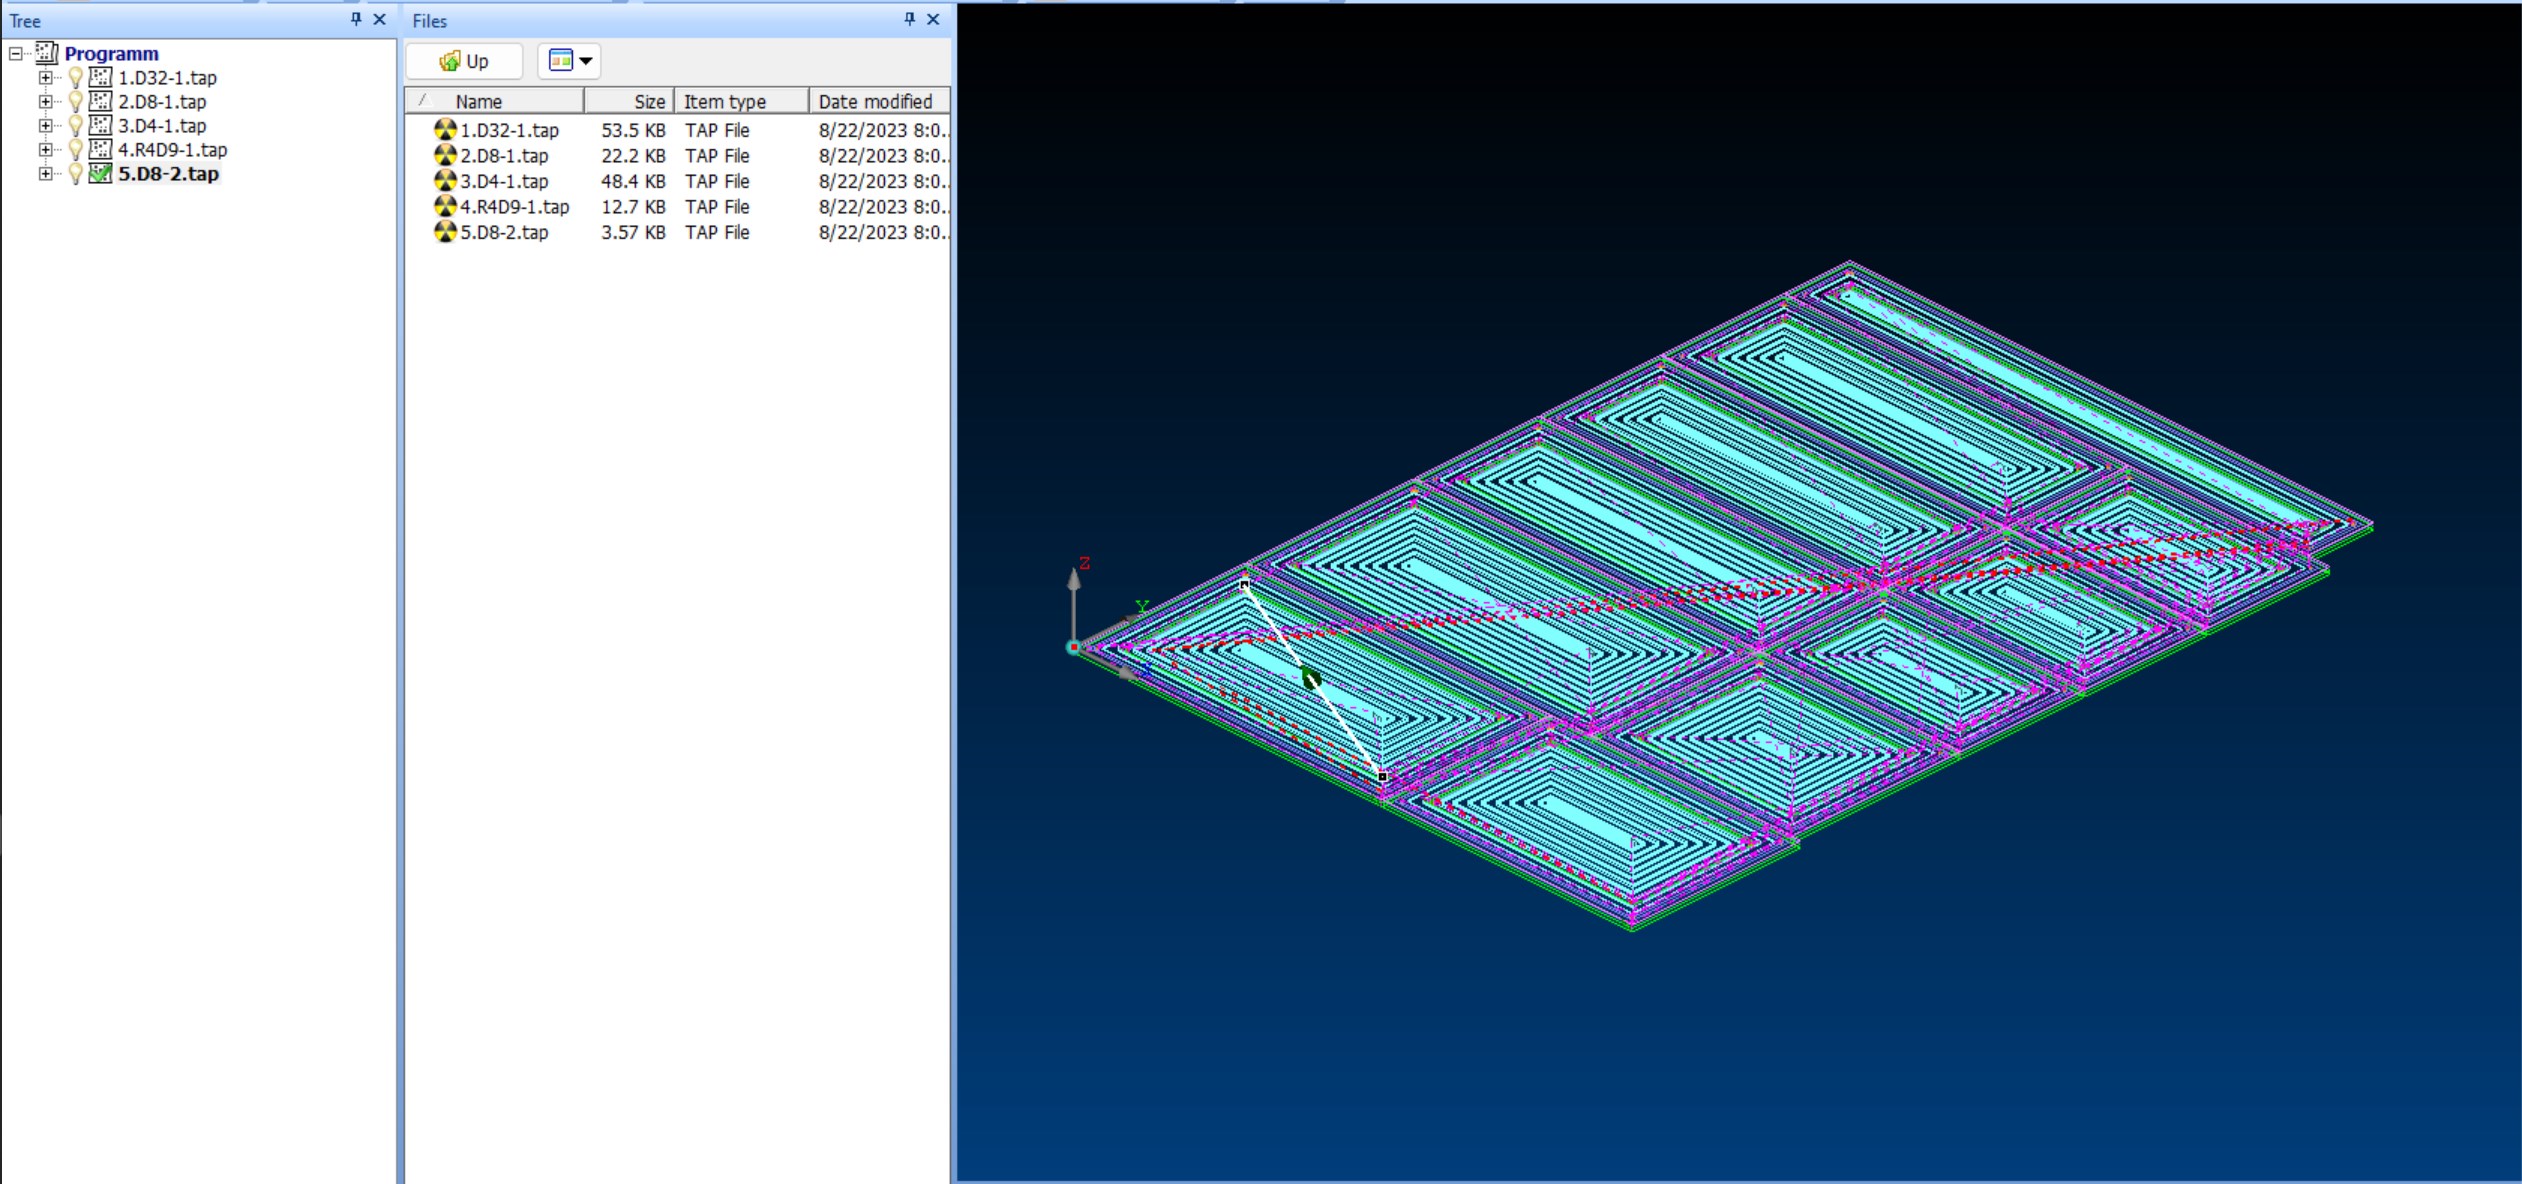 Tree
Programm
1.D32-1.tap
2.D8-1.tap
3.D4-1.tap
4.R4D9-1.tap
5.D8-2.tap
Files
Up
Name Size Item type Date modified
1.D32-1.tap 53.5 KB TAP File 8/22/2023 8:0..
2.D8-1.tap 22.2 KB TAP File 8/22/2023 8:0..
3.D4-1.tap 48.4 KB TAP File 8/22/2023 8:0..
4.R4D9-1.tap 12.7 KB TAP File 8/22/2023 8:0..
5.D8-2.tap 3.57 KB TAP File 8/22/2023 8:0..
Z
Y